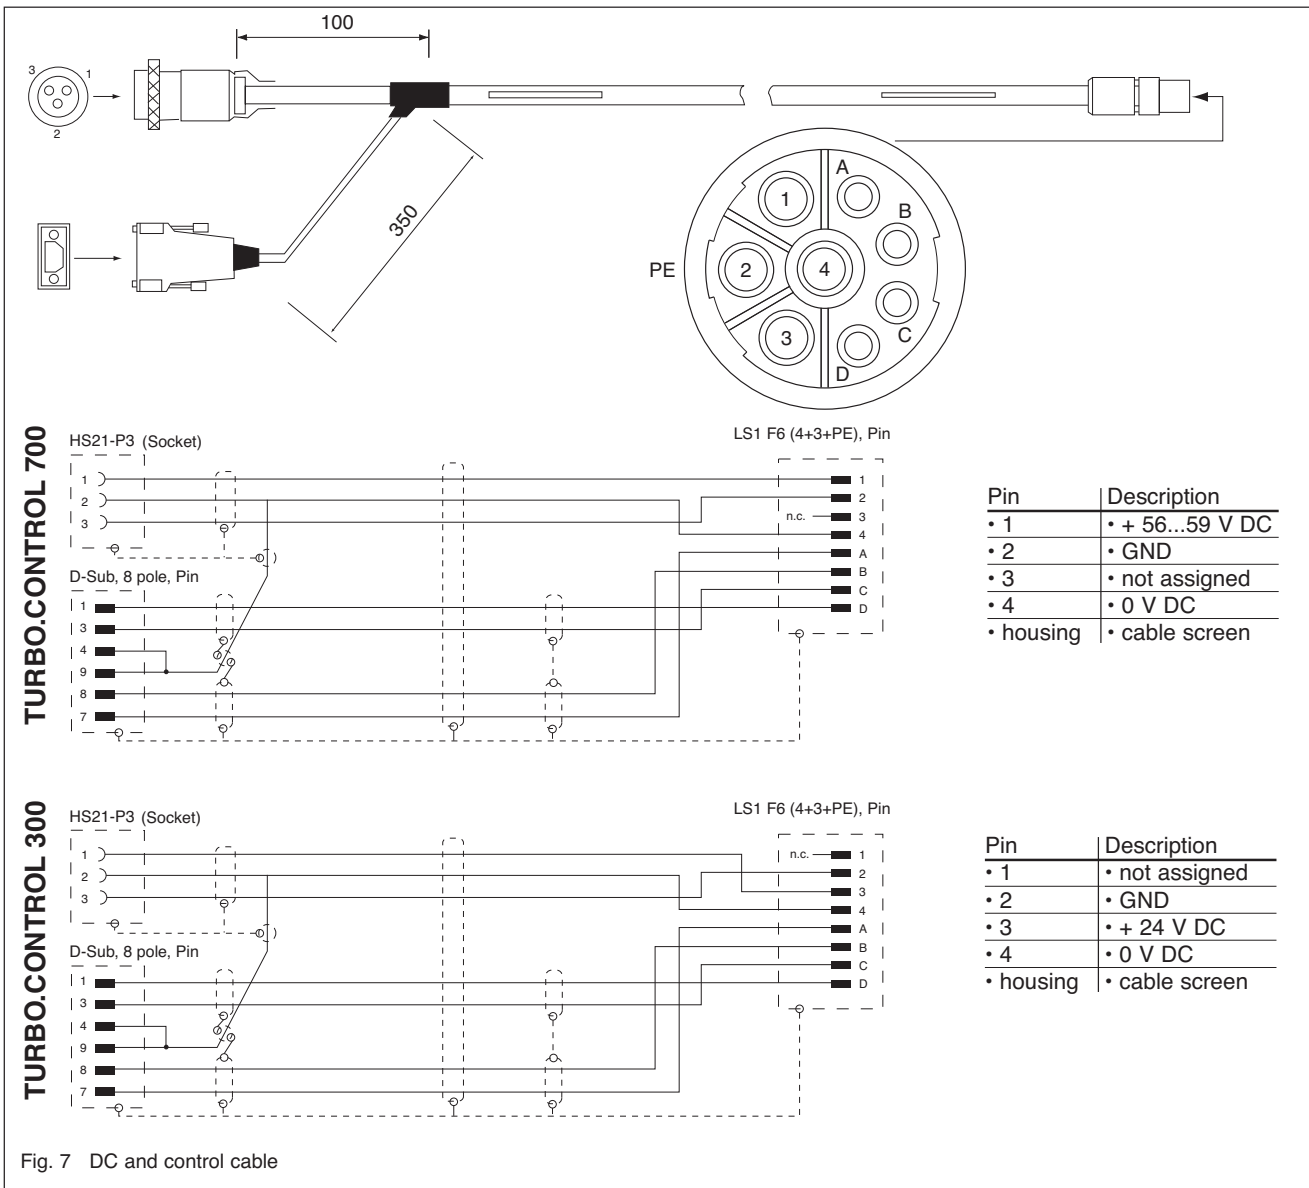 100
3
1
2
350
A
B
C
D
PE
1
2
3
4
TURBO.CONTROL 700
HS21-P3 (Socket)
1
2
3
D-Sub, 8 pole, Pin
1
3
4
9
8
7
LS1 F6 (4+3+PE), Pin
1
2
n.c.
3
4
A
B
C
D
Pin Description
• 1 • + 56...59 V DC
• 2 • GND
• 3 • not assigned
• 4 • 0 V DC
• housing • cable screen
TURBO.CONTROL 300
HS21-P3 (Socket)
1
2
3
D-Sub, 8 pole, Pin
1
3
4
9
8
7
LS1 F6 (4+3+PE), Pin
n.c.
1
2
3
4
A
B
C
D
Pin Description
• 1 • not assigned
• 2 • GND
• 3 • + 24 V DC
• 4 • 0 V DC
• housing • cable screen
Fig. 7 DC and control cable